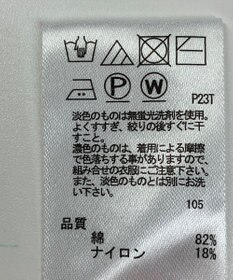 P W
P23T
淡色のものは無蛍光洗剤を使用。
よくすすぎ、絞りの後すぐに干
すこと。
濃色のものは、着用による摩擦
で色落ちする事がありますので、
組み合せの衣服にご注意下さい。
また、淡色のものとは別にお洗
い下さい。
105
品質
綿 82%
ナイロン 18%